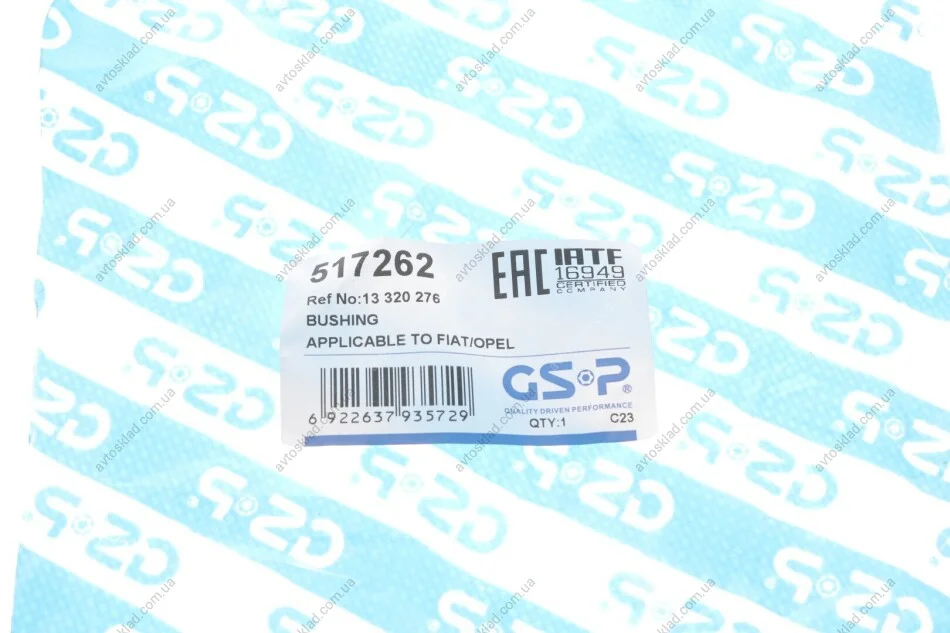 517262
Ref No:13 320 276
BUSHING
APPLICABLE TO FIAT/OPEL
6 922637 935729
EAC
IATF
16949
CERTIFIED
COMPANY
GSP®
QUALITY DRIVEN PERFORMANCE
QTY:1 C23
avtosklad.com.ua